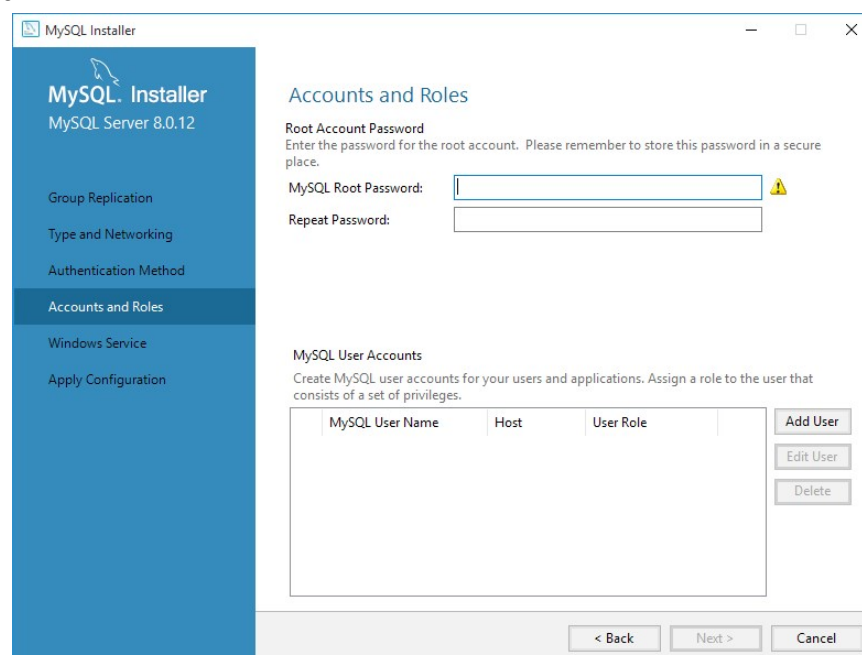 MySQL Installer
MySQL. Installer
MySQL Server 8.0.12
Group Replication
Type and Networking
Authentication Method
Accounts and Roles
Windows Service
Apply Configuration
Accounts and Roles
Root Account Password
Enter the password for the root account. Please remember to store this password in a secure
place.
MySQL Root Password:
Repeat Password:
MySQL User Accounts
Create MySQL user accounts for your users and applications. Assign a role to the user that
consists of a set of privileges.
MySQL User Name Host User Role
Add User
Edit User
Delete
< Back Next > Cancel